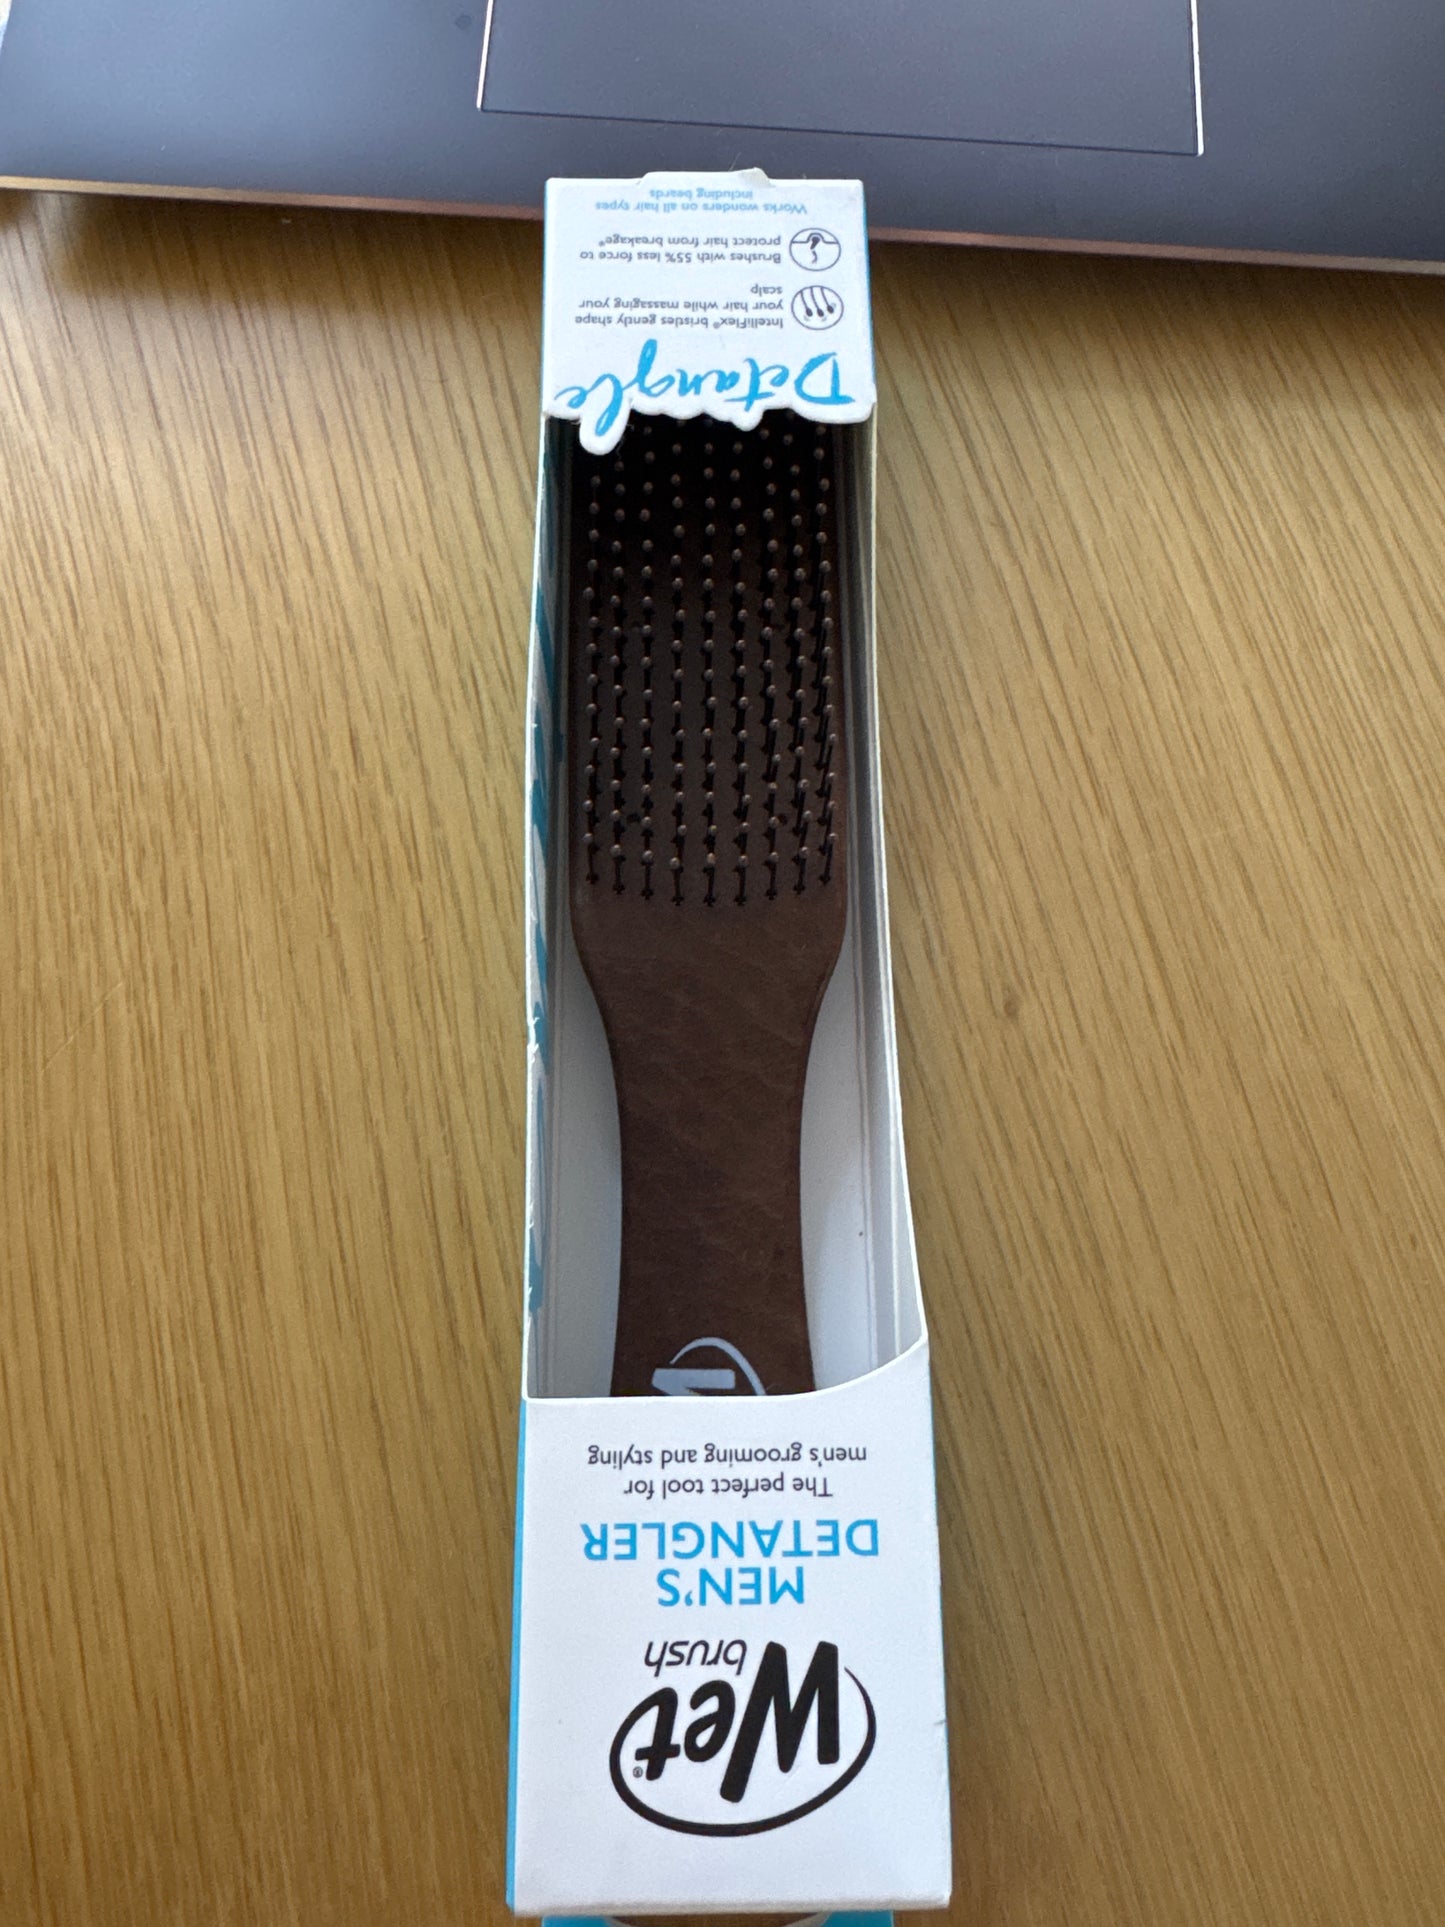 Wet®
brush
MEN'S
DETANGLER
The perfect tool for
men's grooming and styling
Detangle
IntelliFlex® bristles gently shape
your hair while massaging your
scalp
Brushes with 55% less force to
protect hair from breakage*
Works wonders on all hair types
including beards